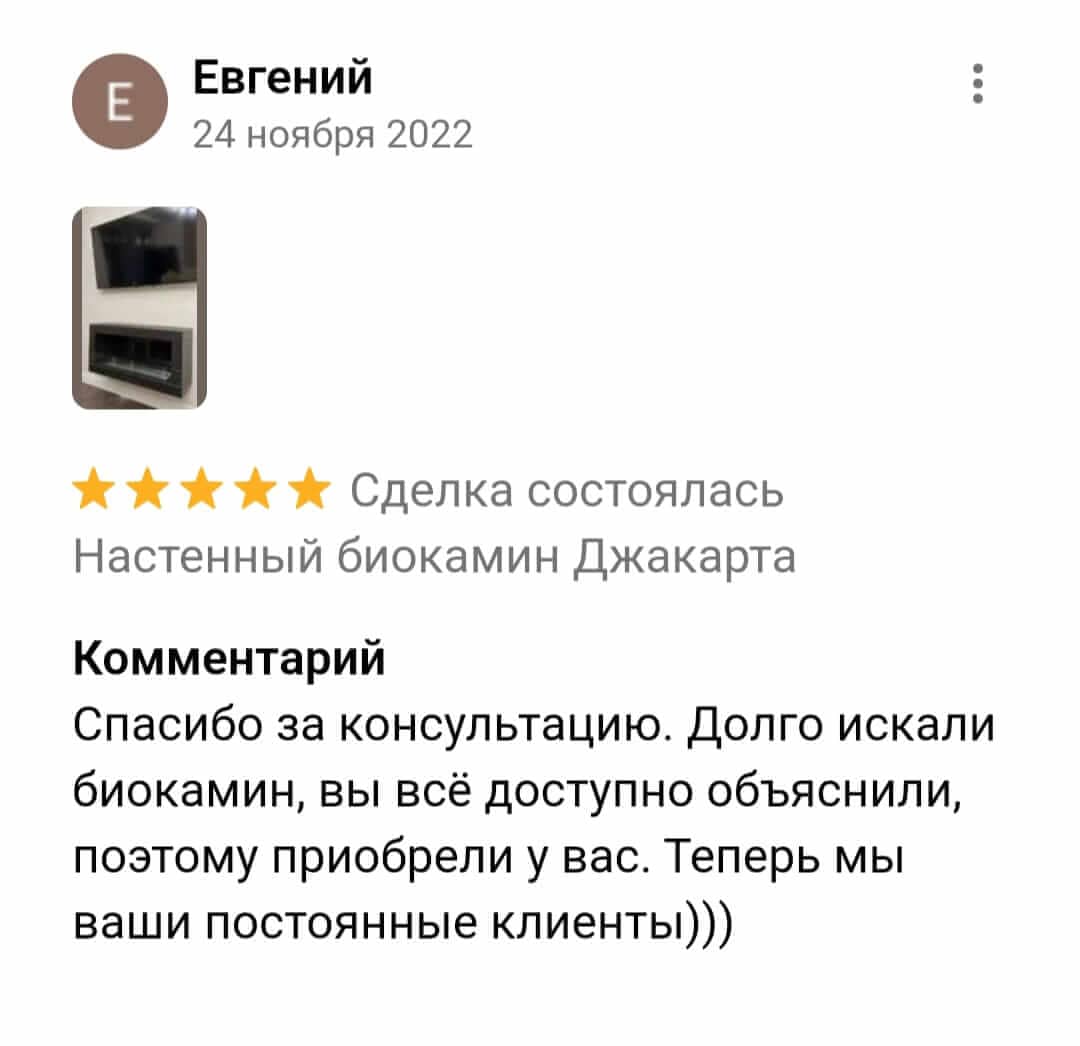 Е
Евгений
24 ноября 2022
Сделка состоялась
Настенный биокамин Джакарта
Комментарий
Спасибо за консультацию. Долго искали
биокамин, вы всё доступно объяснили,
поэтому приобрели у вас. Теперь мы
ваши постоянные клиенты)))